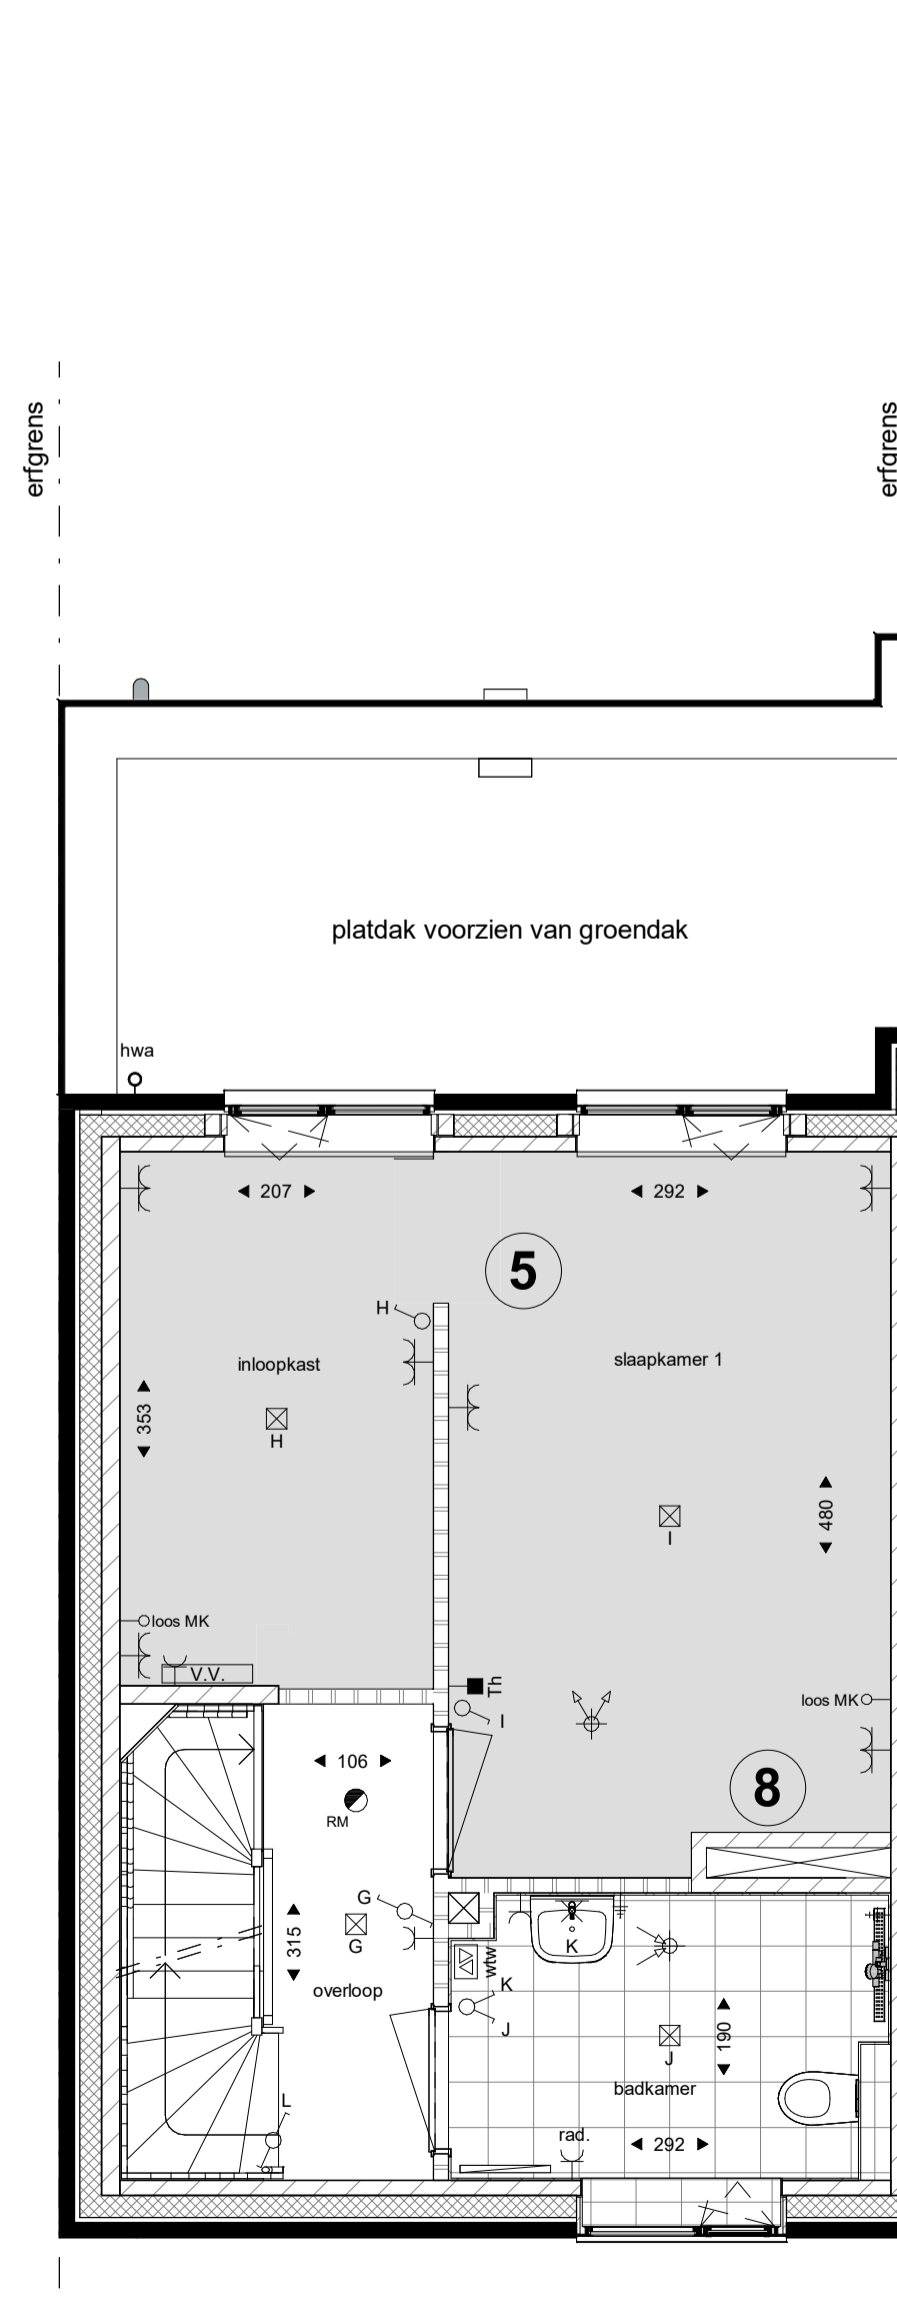 erfgrens
erfgrens
platdak voorzien van groendak
hwa
207
292
5
H
inloopkast
slaapkamer 1
353
H
480
I
loos MK
V.V.
Th
I
loos MK
106
8
RM
G
G
315
K
wtw
overloop
K
J
190
J
badkamer
L
rad.
292